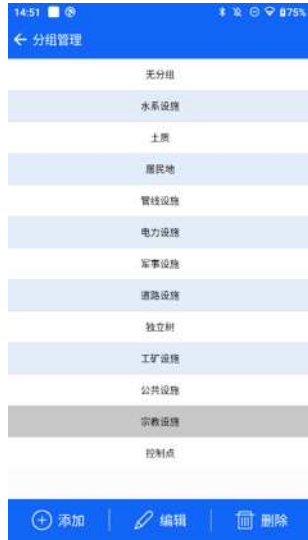 14:51 75%
分组管理
无分组
水系设施
土质
居民地
管线设施
电力设施
军事设施
道路设施
独立树
工矿设施
公共设施
宗教设施
控制点
添加 编辑 删除